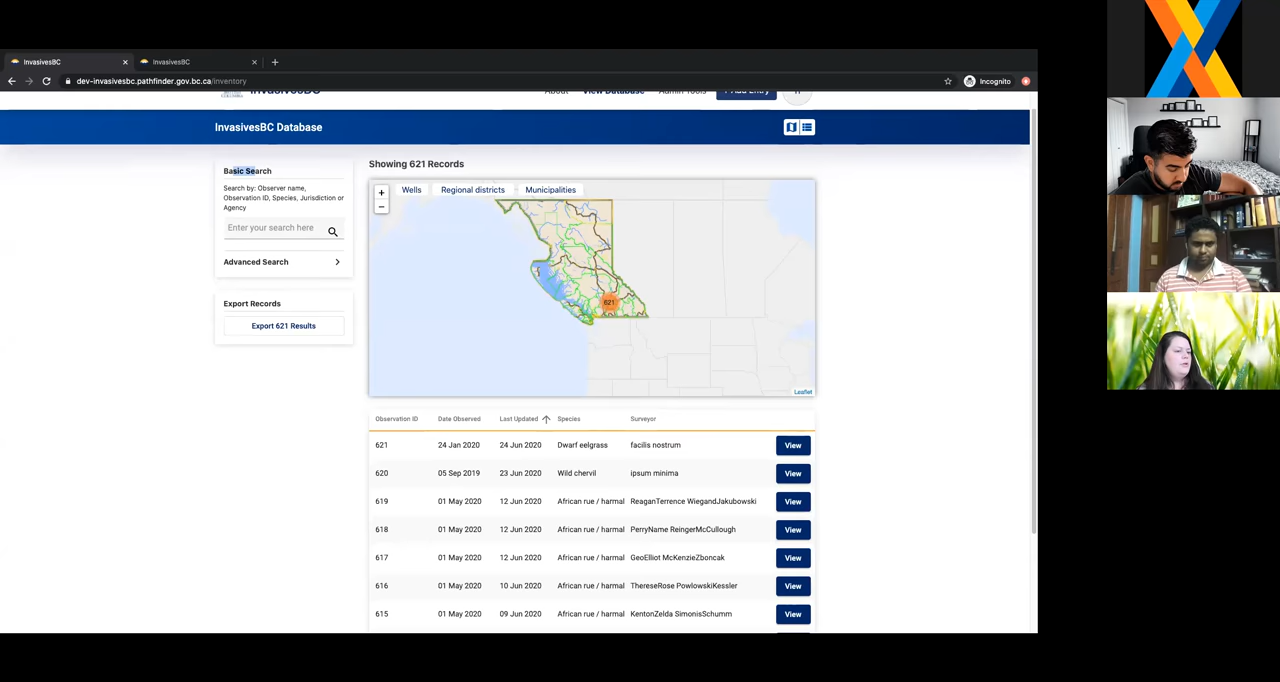 InvasivesBC
InvasivesBC
dev-invasivesbc.pathfinder.gov.bc.ca/inventory
Incognito
InvasivesBC
About
View Database
Admin Tools
+ Add Entry
InvasivesBC Database
Basic Search
Search by: Observer name,
Observation ID, Species, Jurisdiction or
Agency
Enter your search here
Advanced Search
Export Records
Export 621 Results
Showing 621 Records
+
−
Wells
Regional districts
Municipalities
621
Leaflet
Observation ID Date Observed Last Updated Species Surveyor
621 24 Jan 2020 24 Jun 2020 Dwarf eelgrass facilis nostrum View
620 05 Sep 2019 23 Jun 2020 Wild chervil ipsum minima View
619 01 May 2020 12 Jun 2020 African rue / harmal ReaganTerrence WiegandJakubowski View
618 01 May 2020 12 Jun 2020 African rue / harmal PerryName ReingerMcCullough View
617 01 May 2020 12 Jun 2020 African rue / harmal GeoElliot McKenzieZboncak View
616 01 May 2020 10 Jun 2020 African rue / harmal ThereseRose PowlowskiKessler View
615 01 May 2020 09 Jun 2020 African rue / harmal KentonZelda SimonisSchumm View